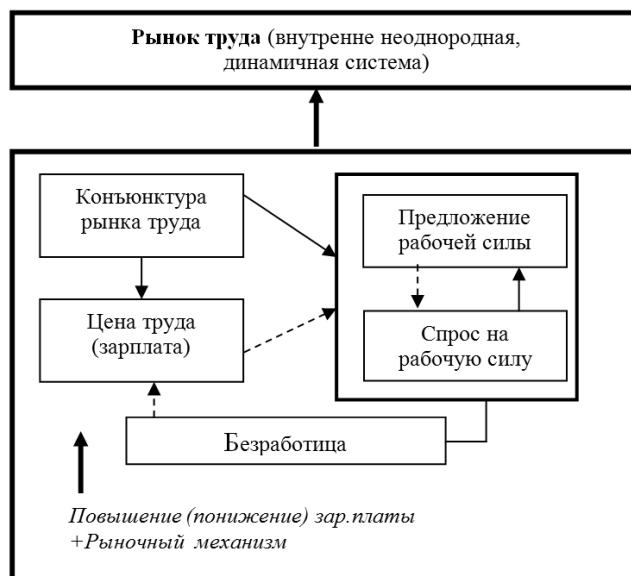 Рынок труда (внутренне неоднородная,
динамичная система)
Конъюнктура
рынка труда
Предложение
рабочей силы
Цена труда
(зарплата)
Спрос на
рабочую силу
Безработица
Повышение (понижение) зар.платы
+Рыночный механизм